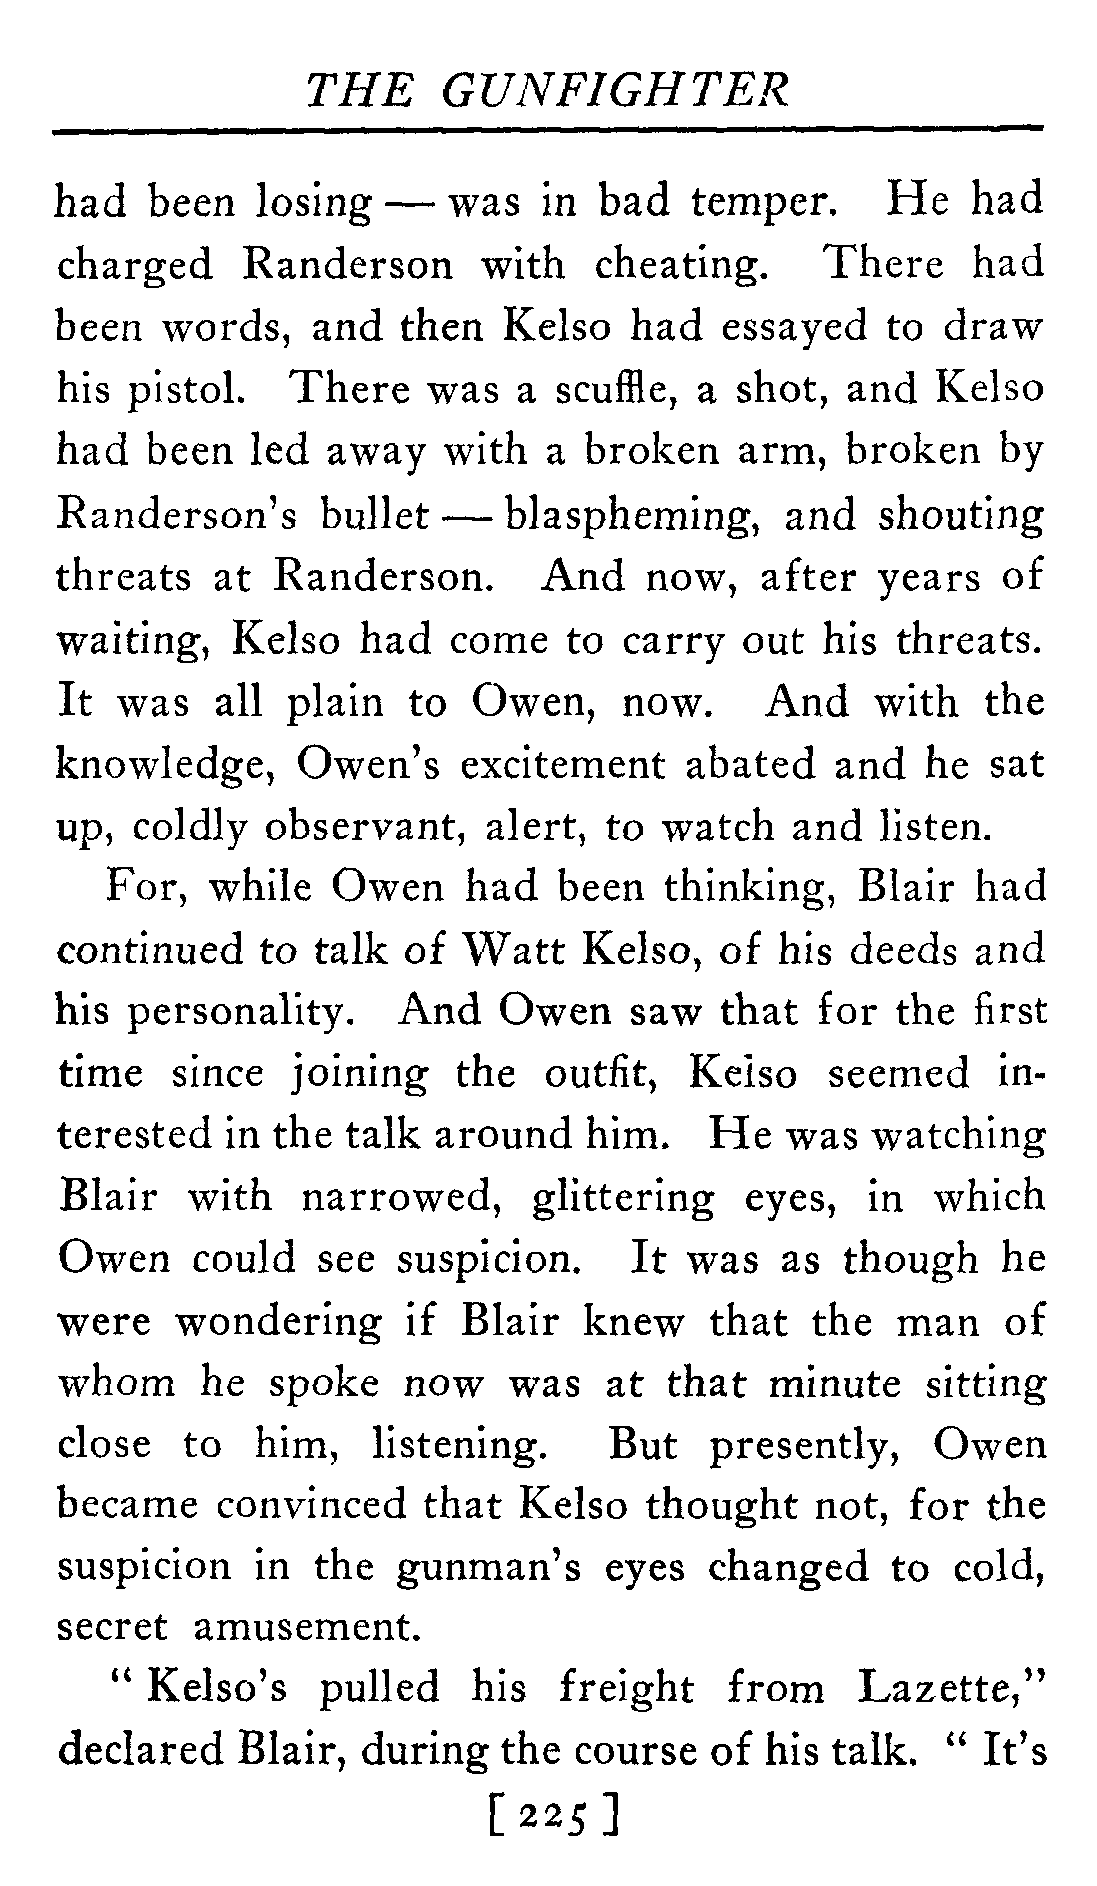 THE GUNFIGHTER
had been losing — was in bad temper. He had
charged Randerson with cheating. There had
been words, and then Kelso had essayed to draw
his pistol. There was a scuffle, a shot, and Kelso
had been led away with a broken arm, broken by
Randerson's bullet — blaspheming, and shouting
threats at Randerson. And now, after years of
waiting, Kelso had come to carry out his threats.
It was all plain to Owen, now. And with the
knowledge, Owen's excitement abated and he sat
up, coldly observant, alert, to watch and listen.
For, while Owen had been thinking, Blair had
continued to talk of Watt Kelso, of his deeds and
his personality. And Owen saw that for the first
time since joining the outfit, Kelso seemed in-
terested in the talk around him. He was watching
Blair with narrowed, glittering eyes, in which
Owen could see suspicion. It was as though he
were wondering if Blair knew that the man of
whom he spoke now was at that minute sitting
close to him, listening. But presently, Owen
became convinced that Kelso thought not, for the
suspicion in the gunman's eyes changed to cold,
secret amusement.
" Kelso's pulled his freight from Lazette,"
declared Blair, during the course of his talk. " It's
[ 225 ]